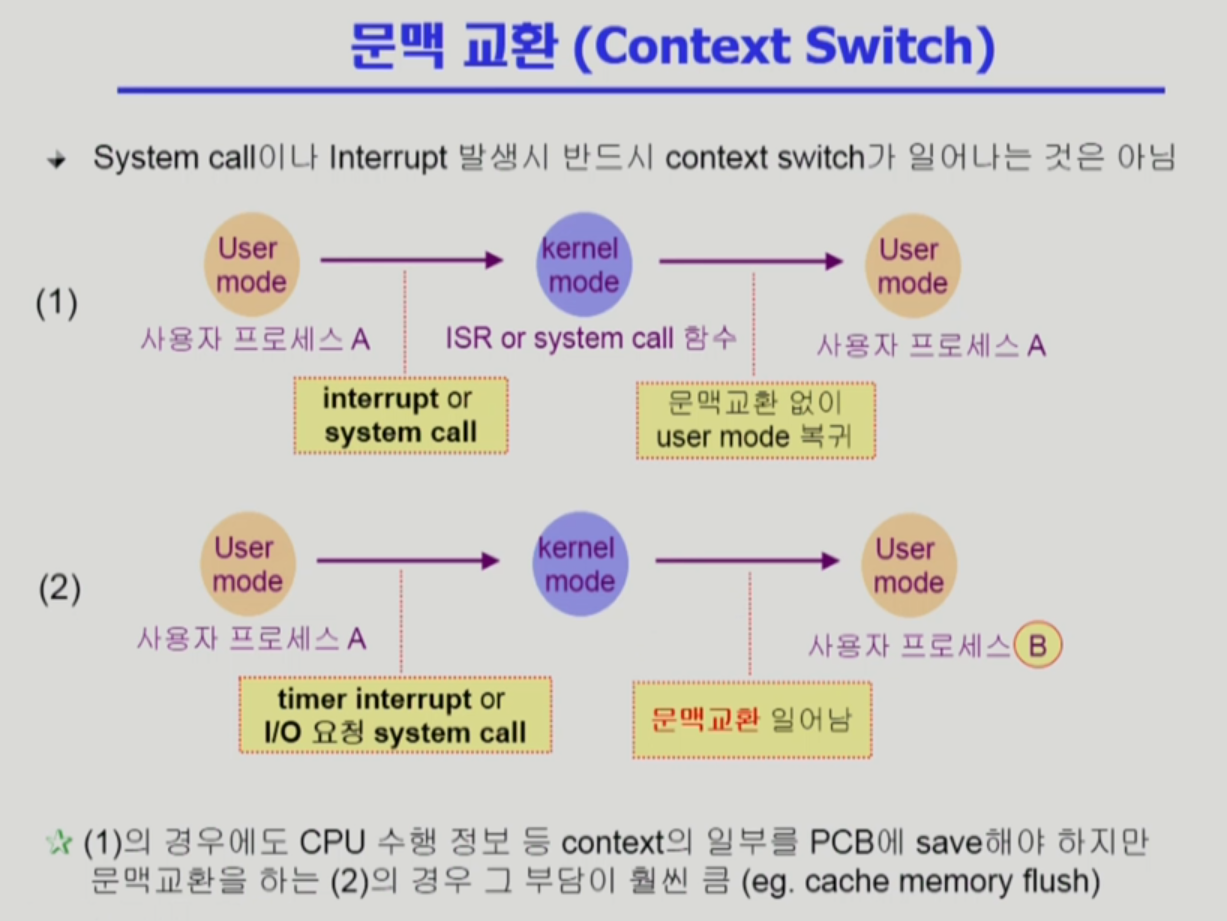 문맥 교환 (Context Switch)
System call이나 Interrupt 발생시 반드시 context switch가 일어나는 것은 아님
(1)
User
mode
사용자 프로세스 A
interrupt or
system call
kernel
mode
ISR or system call 함수
문맥교환 없이
user mode 복귀
User
mode
사용자 프로세스 A
(2)
User
mode
사용자 프로세스 A
timer interrupt or
I/O 요청 system call
kernel
mode
문맥교환 일어남
User
mode
사용자 프로세스 B
(1)의 경우에도 CPU 수행 정보 등 context의 일부를 PCB에 save해야 하지만
문맥교환을 하는 (2)의 경우 그 부담이 훨씬 큼 (eg. cache memory flush)